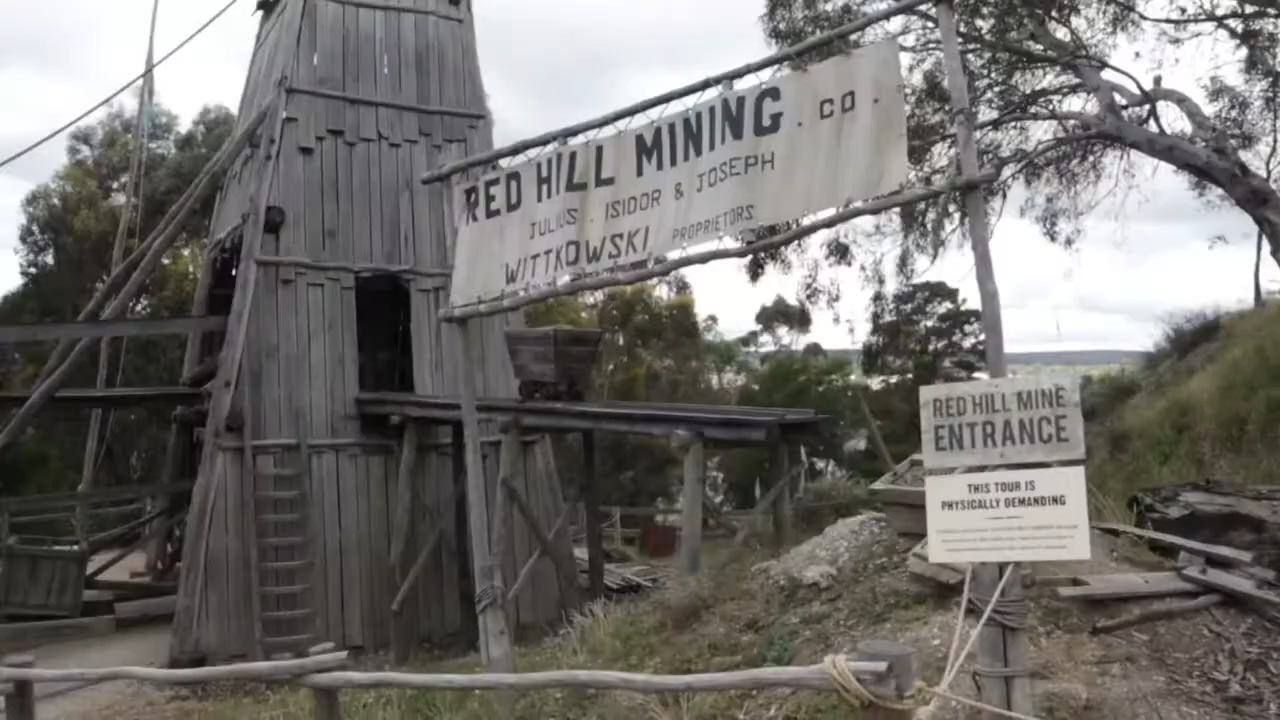 RED HILL MINING . CO .
JULIUS . ISIDOR & JOSEPH
WITTKOWSKI PROPRIETORS
RED HILL MINE
ENTRANCE
THIS TOUR IS
PHYSICALLY DEMANDING